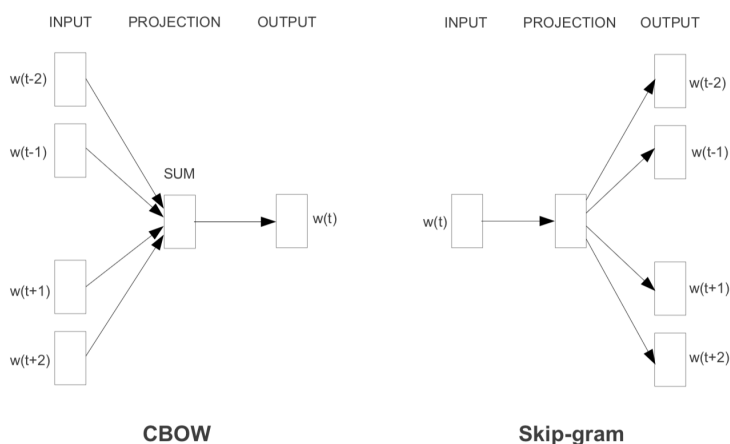 INPUT PROJECTION OUTPUT
w(t-2)
w(t-1)
SUM
w(t)
w(t+1)
w(t+2)
CBOW
INPUT PROJECTION OUTPUT
w(t-2)
w(t-1)
w(t)
w(t+1)
w(t+2)
Skip-gram